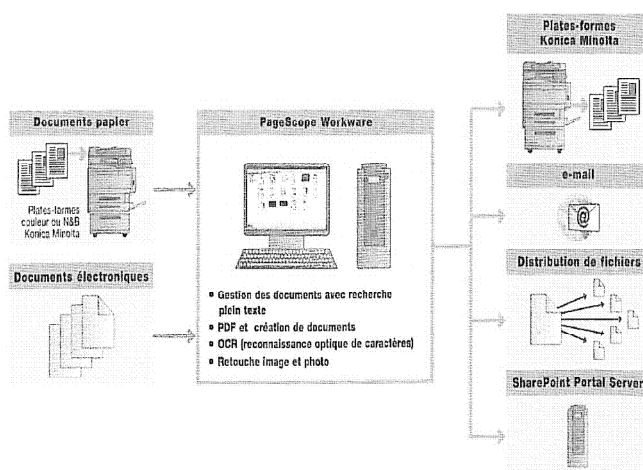 Documents papier
Plates-formes
couleur ou N&B
Konica Minolta
Documents électroniques
PageScope Workware
▫ Gestion des documents avec recherche
plein texte
▫ PDF et création de documents
▫ OCR (reconnaissance optique de caractères)
▫ Retouche image et photo
Plates-formes
Konica Minolta
e-mail
@
Distribution de fichiers
SharePoint Portal Server